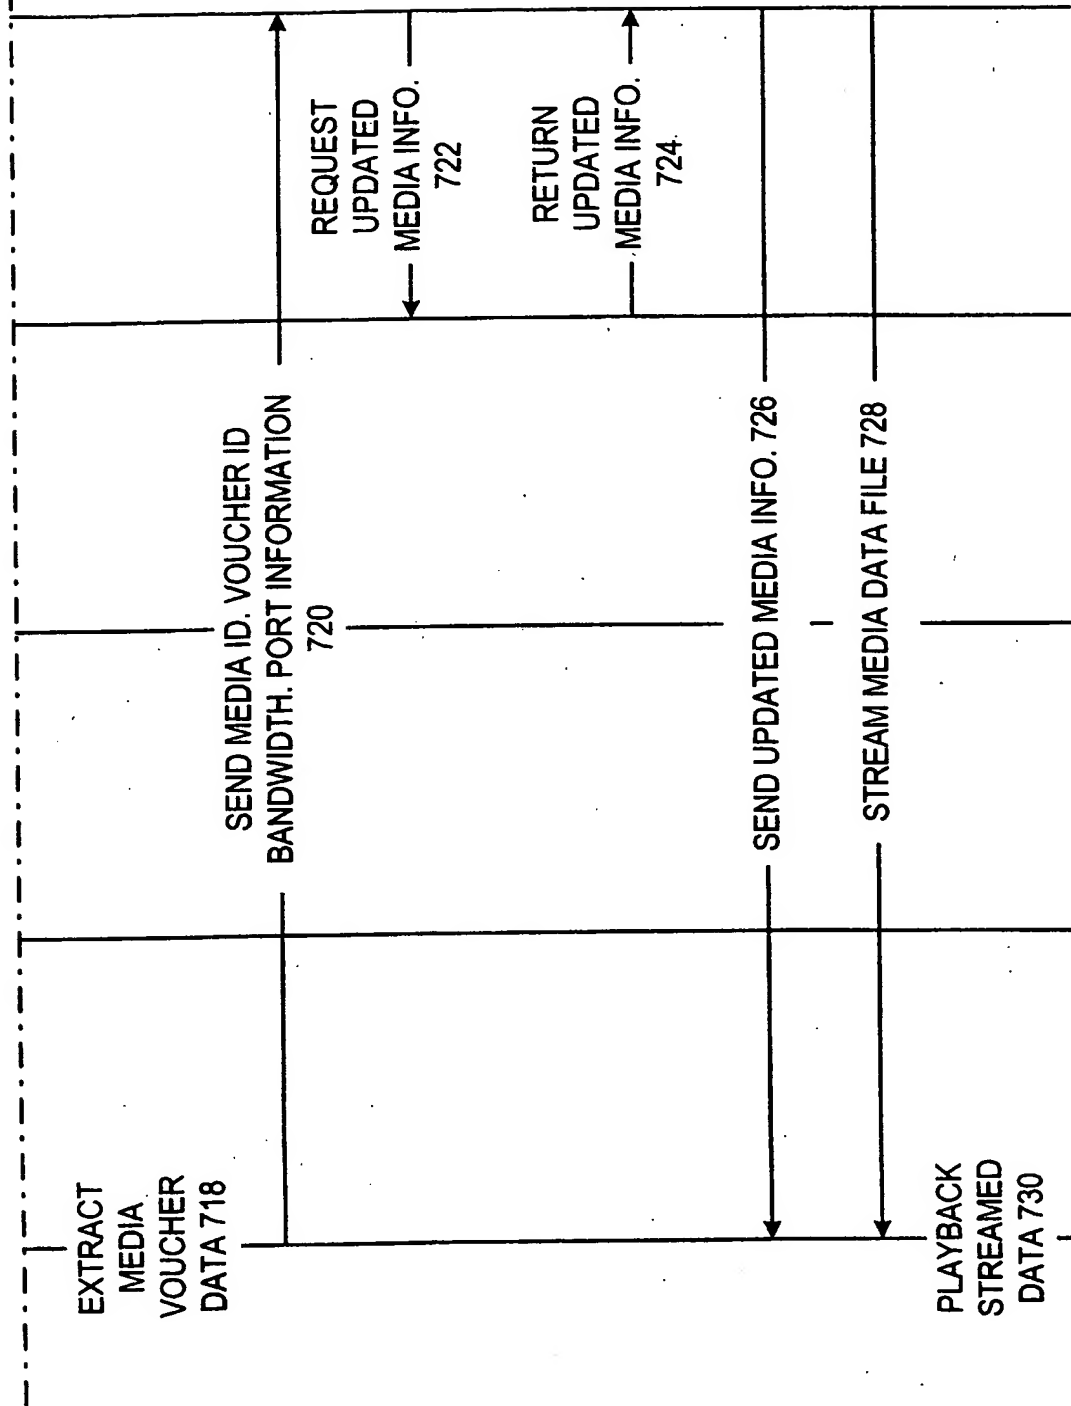 EXTRACT
MEDIA
VOUCHER
DATA 718
SEND MEDIA ID. VOUCHER ID
BANDWIDTH. PORT INFORMATION
720
REQUEST
UPDATED
MEDIA INFO.
722
RETURN
UPDATED
MEDIA INFO.
724
SEND UPDATED MEDIA INFO. 726
STREAM MEDIA DATA FILE 728
PLAYBACK
STREAMED
DATA 730